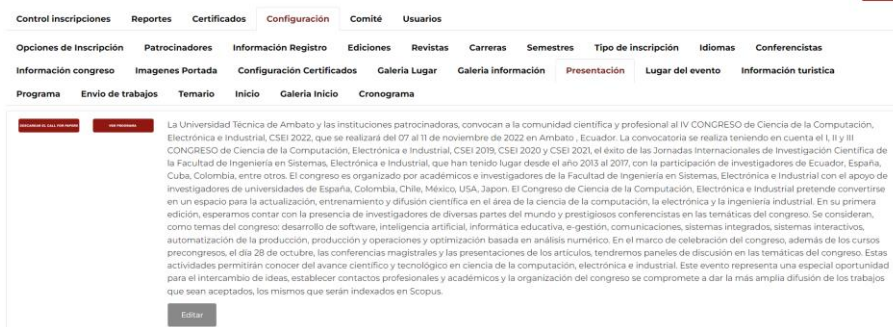 Control inscripciones Reportes Certificados Configuración Comité Usuarios
Opciones de Inscripción Patrocinadores Información Registro Ediciones Revistas Carreras Semestres Tipo de inscripción Idiomas Conferencistas
Información congreso Imagenes Portada Configuración Certificados Galeria Lugar Galeria información Presentación Lugar del evento Información turistica
Programa Envio de trabajos Temario Inicio Galeria Inicio Cronograma
DESCARGAR EL CALL FOR PAPERS VER PROGRAMA
La Universidad Técnica de Ambato y las instituciones patrocinadoras, convocan a la comunidad científica y profesional al IV CONGRESO de Ciencia de la Computación,
Electrónica e Industrial, CSEI 2022, que se realizará del 07 al 11 de noviembre de 2022 en Ambato , Ecuador. La convocatoria se realiza teniendo en cuenta el I, II y III
CONGRESO de Ciencia de la Computación, Electrónica e Industrial, CSEI 2019, CSEI 2020 y CSEI 2021, el éxito de las Jornadas Internacionales de Investigación Científica de
la Facultad de Ingeniería en Sistemas, Electrónica e Industrial, que han tenido lugar desde el año 2013 al 2017, con la participación de investigadores de Ecuador, España,
Cuba, Colombia, entre otros. El congreso es organizado por académicos e investigadores de la Facultad de Ingeniería en Sistemas, Electrónica e Industrial con el apoyo de
investigadores de universidades de España, Colombia, Chile, México, USA, Japon. El Congreso de Ciencia de la Computación, Electrónica e Industrial pretende convertirse
en un espacio para la actualización, entrenamiento y difusión científica en el área de la ciencia de la computación, la electrónica y la ingeniería industrial. En su primera
edición, esperamos contar con la presencia de investigadores de diversas partes del mundo y prestigiosos conferencistas en las temáticas del congreso. Se consideran,
como temas del congreso: desarrollo de software, inteligencia artificial, informática educativa, e-gestión, comunicaciones, sistemas integrados, sistemas interactivos,
automatización de la producción, producción y operaciones y optimización basada en análisis numérico. En el marco de celebración del congreso, además de los cursos
precongresos, el día 28 de octubre, las conferencias magistrales y las presentaciones de los artículos, tendremos paneles de discusión en las temáticas del congreso. Estas
actividades permitirán conocer del avance científico y tecnológico en ciencia de la computación, electrónica e industrial. Este evento representa una especial oportunidad
para el intercambio de ideas, establecer contactos profesionales y académicos y la organización del congreso se compromete a dar la más amplia difusión de los trabajos
que sean aceptados, los mismos que serán indexados en Scopus.
Editar